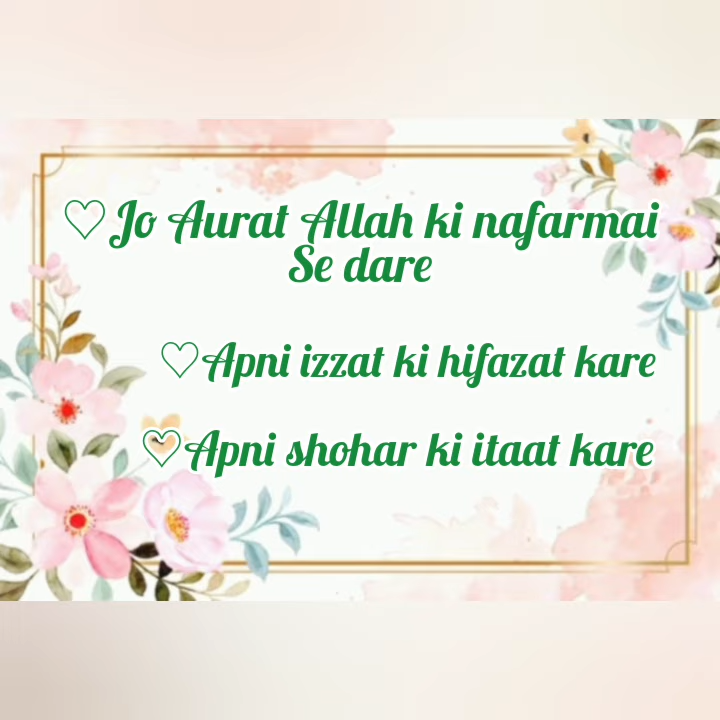 ♡Jo Aurat Allah ki nafarmai
Se dare
♡Apni izzat ki hifazat kare
♡Apni shohar ki itaat kare